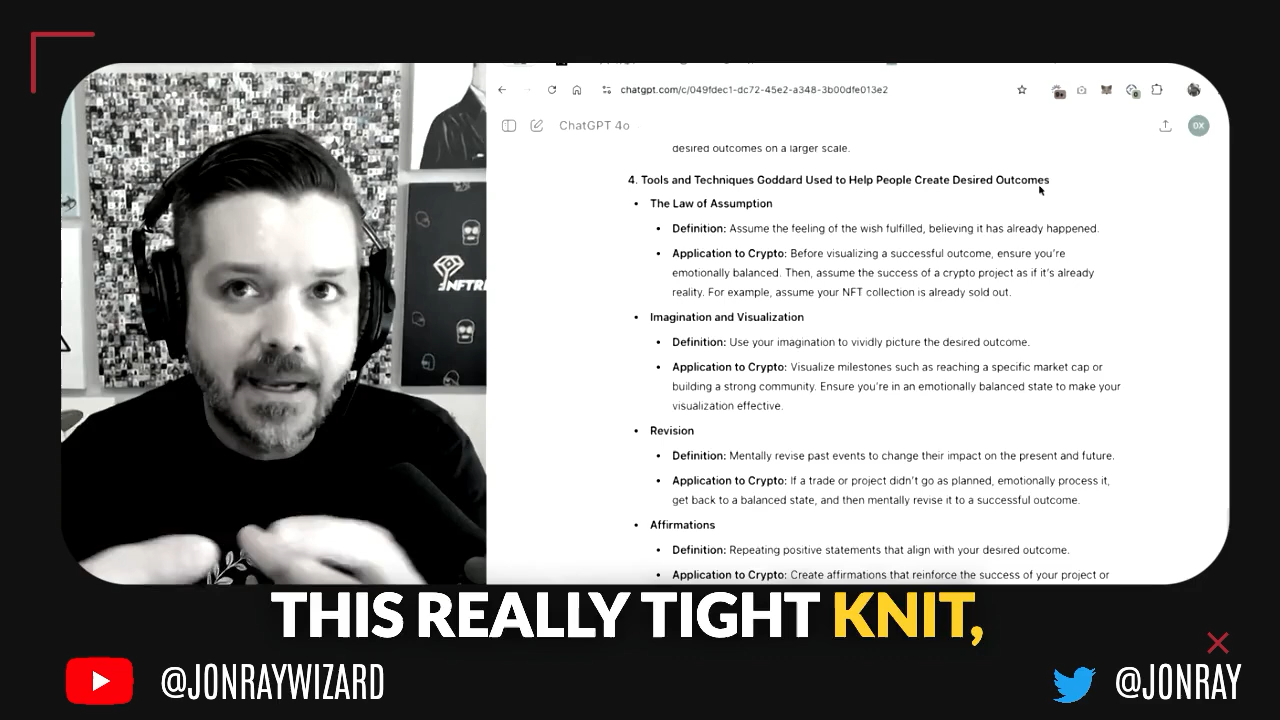 chatgpt.com/c/049fdec1-dc72-45e2-a348-3b00dfe013e2
ChatGPT 4o
OX
desired outcomes on a larger scale.
4. Tools and Techniques Goddard Used to Help People Create Desired Outcomes
• The Law of Assumption
• Definition: Assume the feeling of the wish fulfilled, believing it has already happened.
• Application to Crypto: Before visualizing a successful outcome, ensure you're
emotionally balanced. Then, assume the success of a crypto project as if it's already
reality. For example, assume your NFT collection is already sold out.
• Imagination and Visualization
• Definition: Use your imagination to vividly picture the desired outcome.
• Application to Crypto: Visualize milestones such as reaching a specific market cap or
building a strong community. Ensure you're in an emotionally balanced state to make your
visualization effective.
• Revision
• Definition: Mentally revise past events to change their impact on the present and future.
• Application to Crypto: If a trade or project didn't go as planned, emotionally process it,
get back to a balanced state, and then mentally revise it to a successful outcome.
• Affirmations
• Definition: Repeating positive statements that align with your desired outcome.
• Application to Crypto: Create affirmations that reinforce the success of your project or
THIS REALLY TIGHT KNIT,
@JONRAYWIZARD
@JONRAY